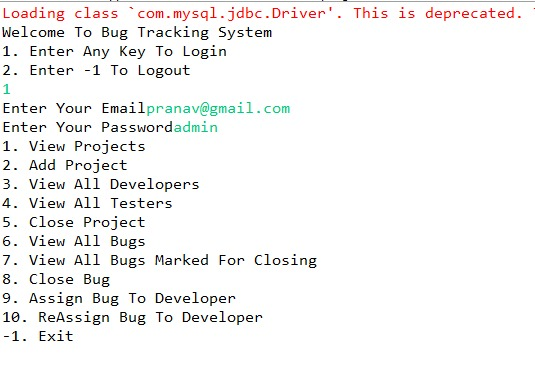 Loading class `com.mysql.jdbc.Driver'. This is deprecated.
Welcome To Bug Tracking System
1. Enter Any Key To Login
2. Enter -1 To Logout
1
Enter Your Emailpranav@gmail.com
Enter Your Passwordadmin
1. View Projects
2. Add Project
3. View All Developers
4. View All Testers
5. Close Project
6. View All Bugs
7. View All Bugs Marked For Closing
8. Close Bug
9. Assign Bug To Developer
10. ReAssign Bug To Developer
-1. Exit